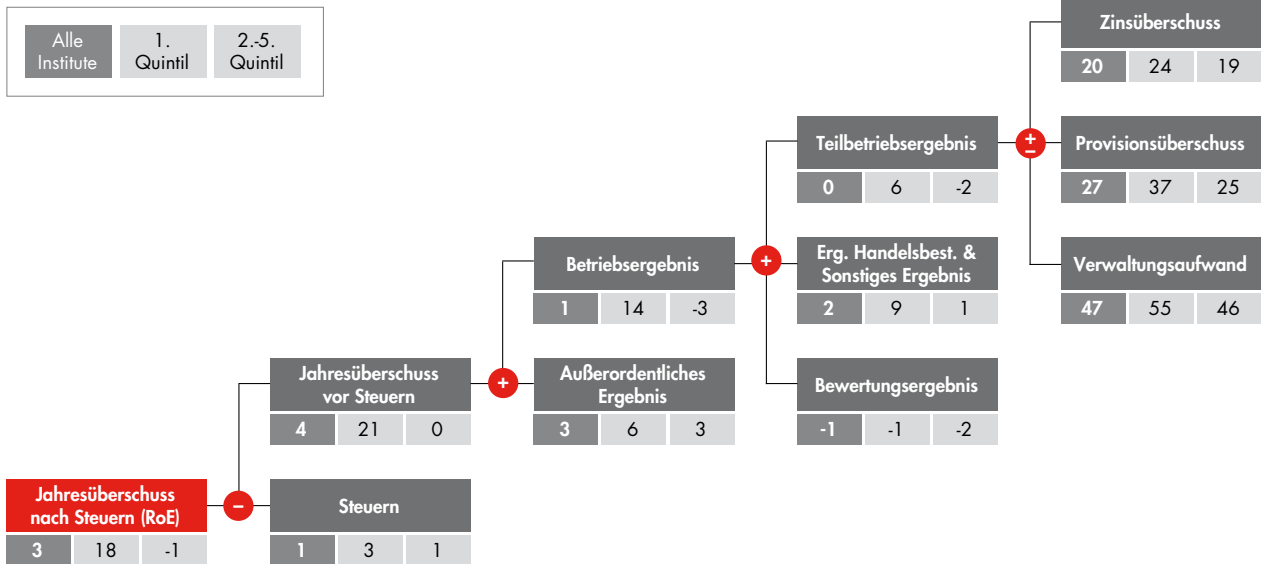 Alle
Institute
1.
Quintil
2.-5.
Quintil
Zinsüberschuss
20 24 19
Teilbetriebsergebnis
0 6 -2
±
Provisionsüberschuss
27 37 25
Betriebsergebnis
1 14 -3
+
Erg. Handelsbest. &
Sonstiges Ergebnis
2 9 1
Verwaltungsaufwand
47 55 46
Jahresüberschuss
vor Steuern
4 21 0
+
Außerordentliches
Ergebnis
3 6 3
Bewertungsergebnis
-1 -1 -2
Jahresüberschuss
nach Steuern (RoE)
3 18 -1
–
Steuern
1 3 1